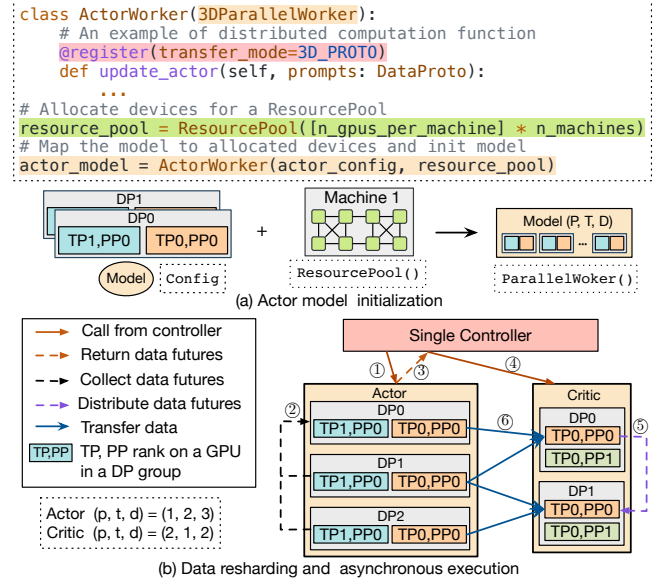 class ActorWorker(3DParallelWorker):
# An example of distributed computation function
@register(transfer_mode=3D_PROTO)
def update_actor(self, prompts: DataProto):
...
# Allocate devices for a ResourcePool
resource_pool = ResourcePool([n_gpus_per_machine] * n_machines)
# Map the model to allocated devices and init model
actor_model = ActorWorker(actor_config, resource_pool)
DP1
DP0
TP1,PP0 TP0,PP0
Model
Config
+
Machine 1
ResourcePool()
Model (P, T, D)
...
ParallelWoker()
(a) Actor model initialization
Call from controller
Return data futures
Collect data futures
Distribute data futures
Transfer data
TP,PP TP, PP rank on a GPU
in a DP group
Actor (p, t, d) = (1, 2, 3)
Critic (p, t, d) = (2, 1, 2)
Single Controller
① ③ ④
Actor
② DP0
TP1,PP0 TP0,PP0
DP1
TP1,PP0 TP0,PP0
DP2
TP1,PP0 TP0,PP0
⑥
Critic
DP0
TP0,PP0
TP0,PP1
⑤
DP1
TP0,PP0
TP0,PP1
(b) Data resharding and asynchronous execution